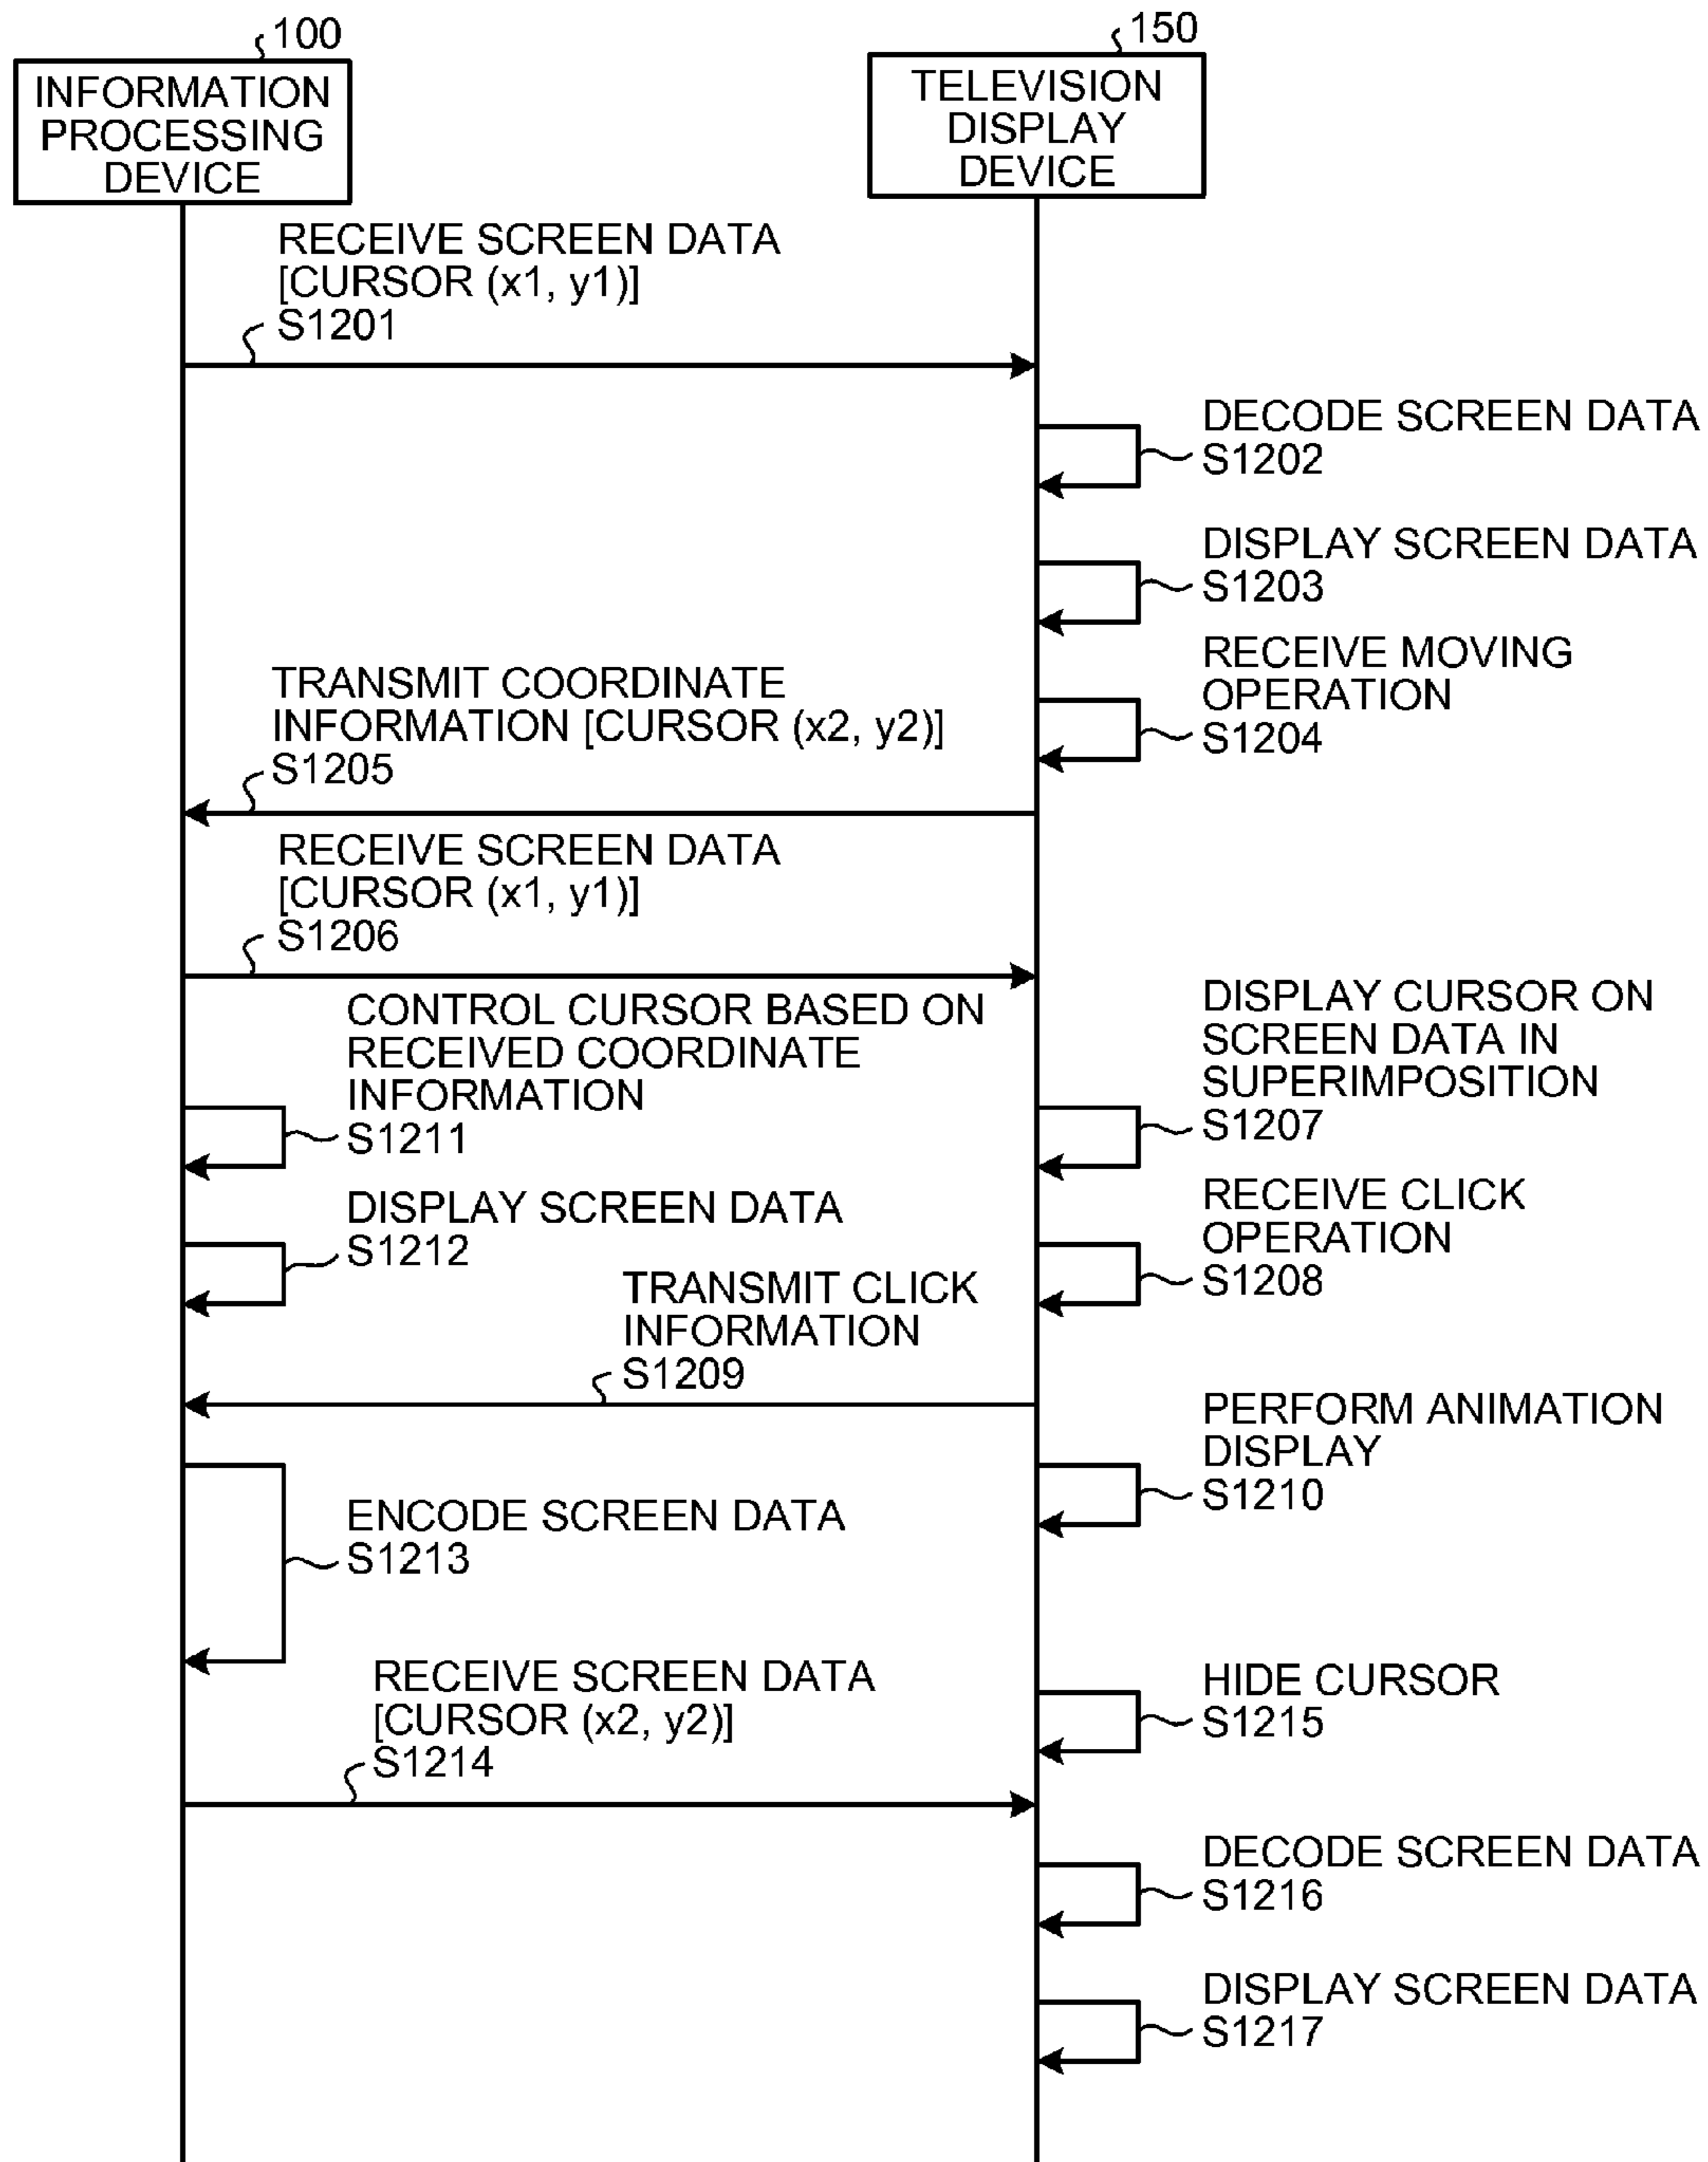 100
INFORMATION
PROCESSING
DEVICE
150
TELEVISION
DISPLAY
DEVICE
RECEIVE SCREEN DATA
[CURSOR (x1, y1)]
S1201
DECODE SCREEN DATA
S1202
DISPLAY SCREEN DATA
S1203
RECEIVE MOVING
OPERATION
S1204
TRANSMIT COORDINATE
INFORMATION [CURSOR (x2, y2)]
S1205
RECEIVE SCREEN DATA
[CURSOR (x1, y1)]
S1206
CONTROL CURSOR BASED ON
RECEIVED COORDINATE
INFORMATION
S1211
DISPLAY CURSOR ON
SCREEN DATA IN
SUPERIMPOSITION
S1207
DISPLAY SCREEN DATA
S1212
RECEIVE CLICK
OPERATION
S1208
TRANSMIT CLICK
INFORMATION
S1209
PERFORM ANIMATION
DISPLAY
S1210
ENCODE SCREEN DATA
S1213
RECEIVE SCREEN DATA
[CURSOR (x2, y2)]
S1214
HIDE CURSOR
S1215
DECODE SCREEN DATA
S1216
DISPLAY SCREEN DATA
S1217